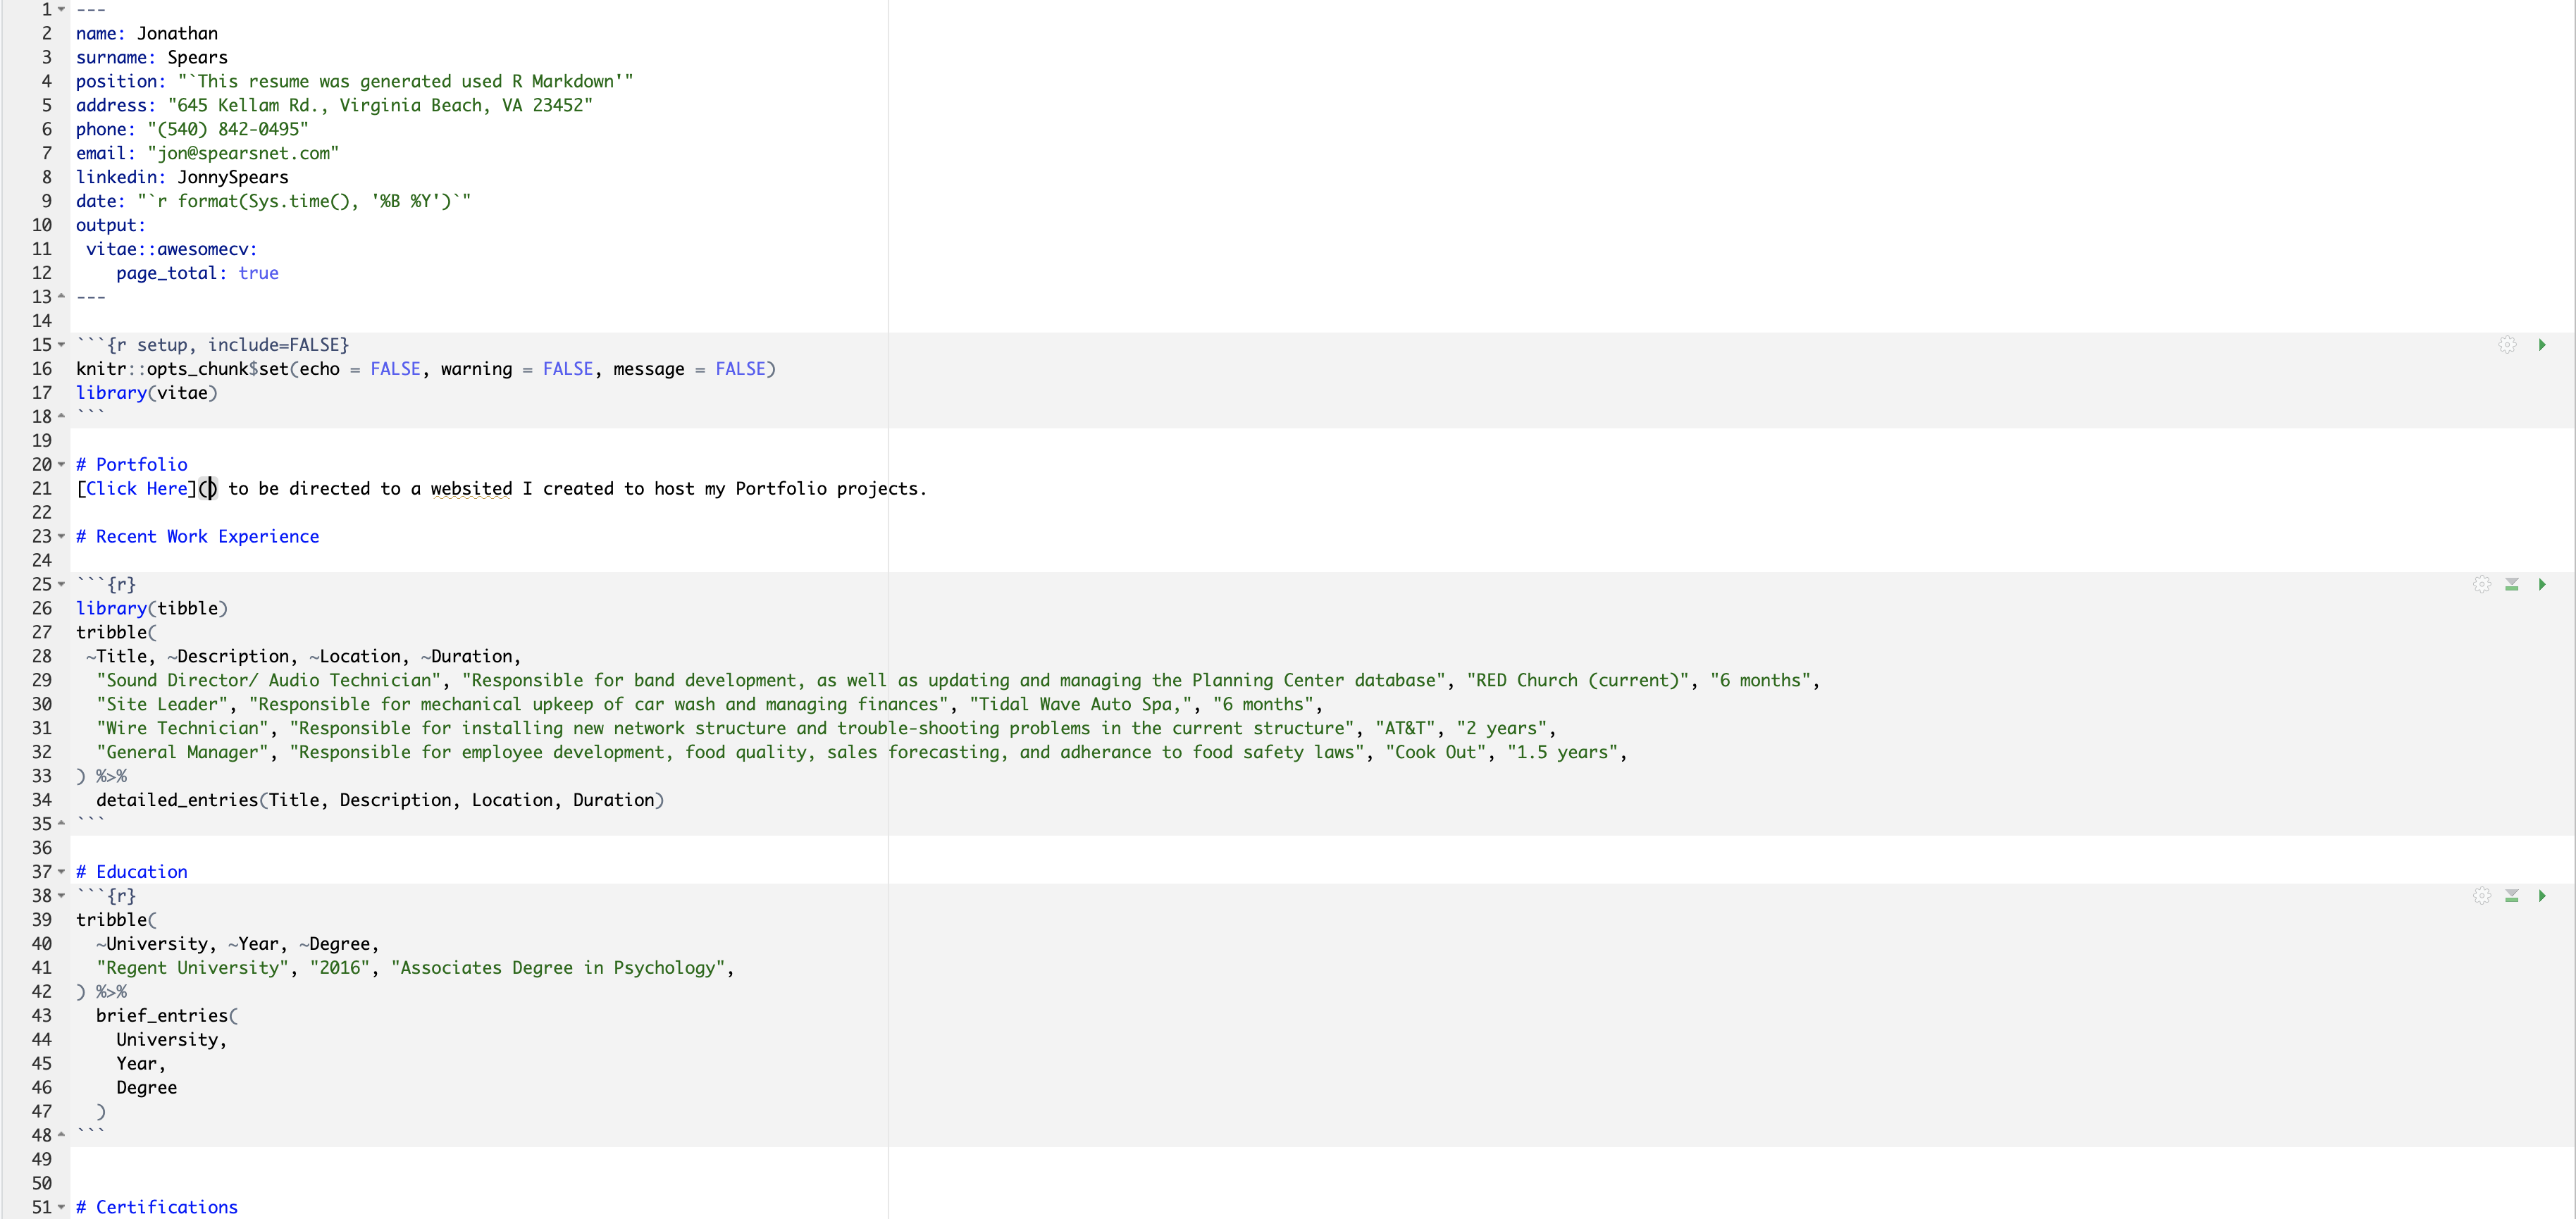 1 ---
2 name: Jonathan
3 surname: Spears
4 position: "`This resume was generated used R Markdown'"
5 address: "645 Kellam Rd., Virginia Beach, VA 23452"
6 phone: "(540) 842-0495"
7 email: "jon@spearsnet.com"
8 linkedin: JonnySpears
9 date: "`r format(Sys.time(), '%B %Y')`"
10 output:
11  vitae::awesomecv:
12     page_total: true
13 ---
14
15 ```{r setup, include=FALSE}
16 knitr::opts_chunk$set(echo = FALSE, warning = FALSE, message = FALSE)
17 library(vitae)
18 ```
19
20 # Portfolio
21 [Click Here]() to be directed to a websited I created to host my Portfolio projects.
22
23 # Recent Work Experience
24
25 ```{r}
26 library(tibble)
27 tribble(
28  ~Title, ~Description, ~Location, ~Duration,
29   "Sound Director/ Audio Technician", "Responsible for band development, as well as updating and managing the Planning Center database", "RED Church (current)", "6 months",
30   "Site Leader", "Responsible for mechanical upkeep of car wash and managing finances", "Tidal Wave Auto Spa,", "6 months",
31   "Wire Technician", "Responsible for installing new network structure and trouble-shooting problems in the current structure", "AT&T", "2 years",
32   "General Manager", "Responsible for employee development, food quality, sales forecasting, and adherance to food safety laws", "Cook Out", "1.5 years",
33 ) %>%
34   detailed_entries(Title, Description, Location, Duration)
35 ```
36
37 # Education
38 ```{r}
39 tribble(
40   ~University, ~Year, ~Degree,
41   "Regent University", "2016", "Associates Degree in Psychology",
42 ) %>%
43   brief_entries(
44     University,
45     Year,
46     Degree
47   )
48 ```
49
50
51 # Certifications